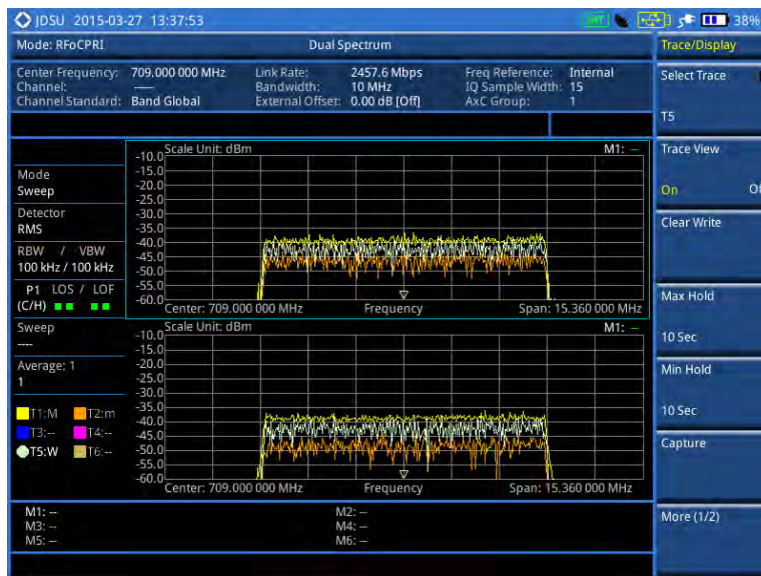 JDSU 2015-03-27 13:37:53
INT
38%
Mode: RFoCPRI Dual Spectrum
Trace/Display
Center Frequency: 709.000 000 MHz Link Rate: 2457.6 Mbps Freq Reference: Internal
Channel: ---- Bandwidth: 10 MHz IQ Sample Width: 15
Channel Standard: Band Global External Offset: 0.00 dB [Off] AxC Group: 1
Select Trace
T5
Mode
Sweep
Detector
RMS
RBW / VBW
100 kHz / 100 kHz
P1 LOS / LOF
(C/H)
Sweep
----
Average: 1
1
T1:M T2:m
T3:-- T4:--
T5:W T6:--
Scale Unit: dBm M1: --
-10.0
-15.0
-20.0
-25.0
-30.0
-35.0
-40.0
-45.0
-50.0
-55.0
-60.0
Center: 709.000 000 MHz Frequency Span: 15.360 000 MHz
Scale Unit: dBm M1: --
-10.0
-15.0
-20.0
-25.0
-30.0
-35.0
-40.0
-45.0
-50.0
-55.0
-60.0
Center: 709.000 000 MHz Frequency Span: 15.360 000 MHz
M1: -- M2: --
M3: -- M4: --
M5: -- M6: --
Trace View
On
Clear Write
Max Hold
10 Sec
Min Hold
10 Sec
Capture
More (1/2)